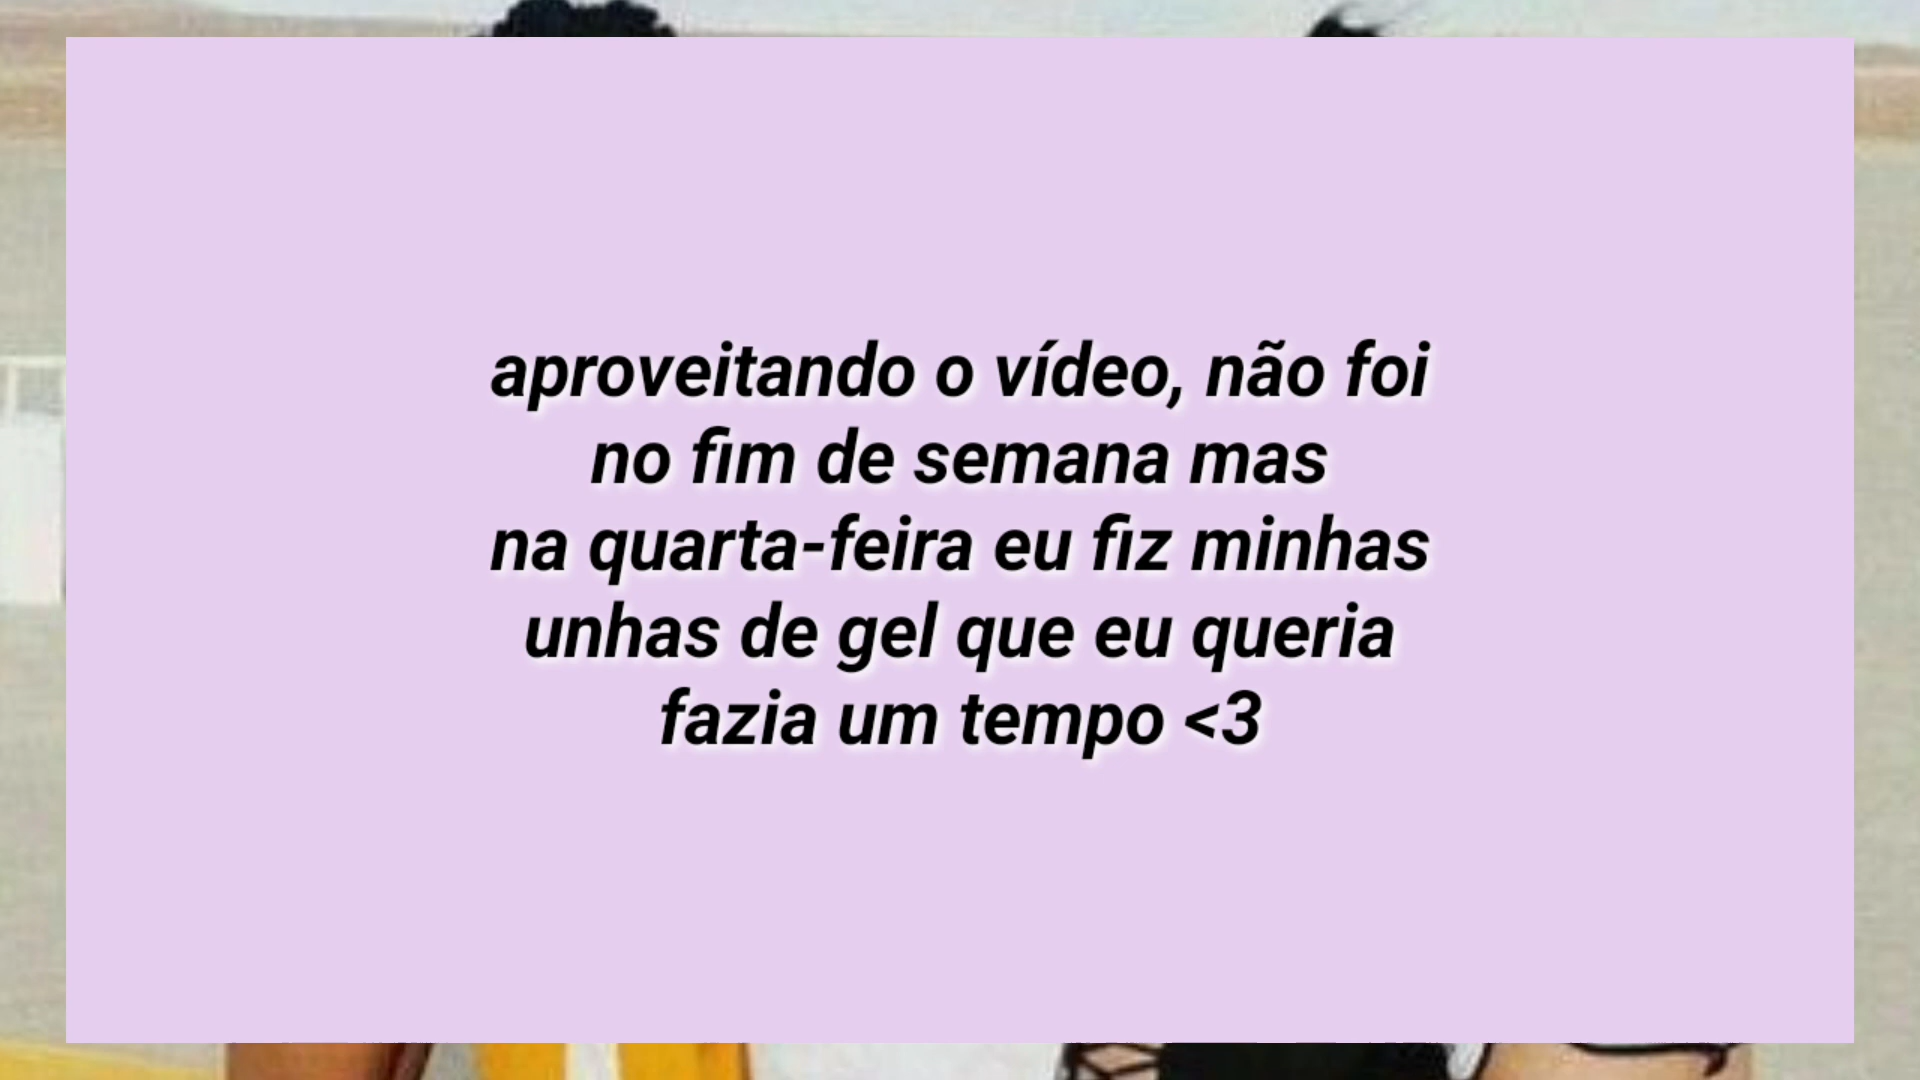 aproveitando o vídeo, não foi
no fim de semana mas
na quarta-feira eu fiz minhas
unhas de gel que eu queria
fazia um tempo <3